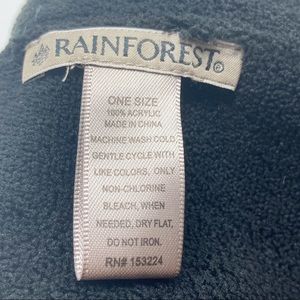 RAINFOREST®
ONE SIZE
100% ACRYLIC
MADE IN CHINA
MACHINE WASH COLD
GENTLE CYCLE WITH
LIKE COLORS. ONLY
NON-CHLORINE
BLEACH, WHEN
NEEDED, DRY FLAT,
DO NOT IRON.
RN# 153224